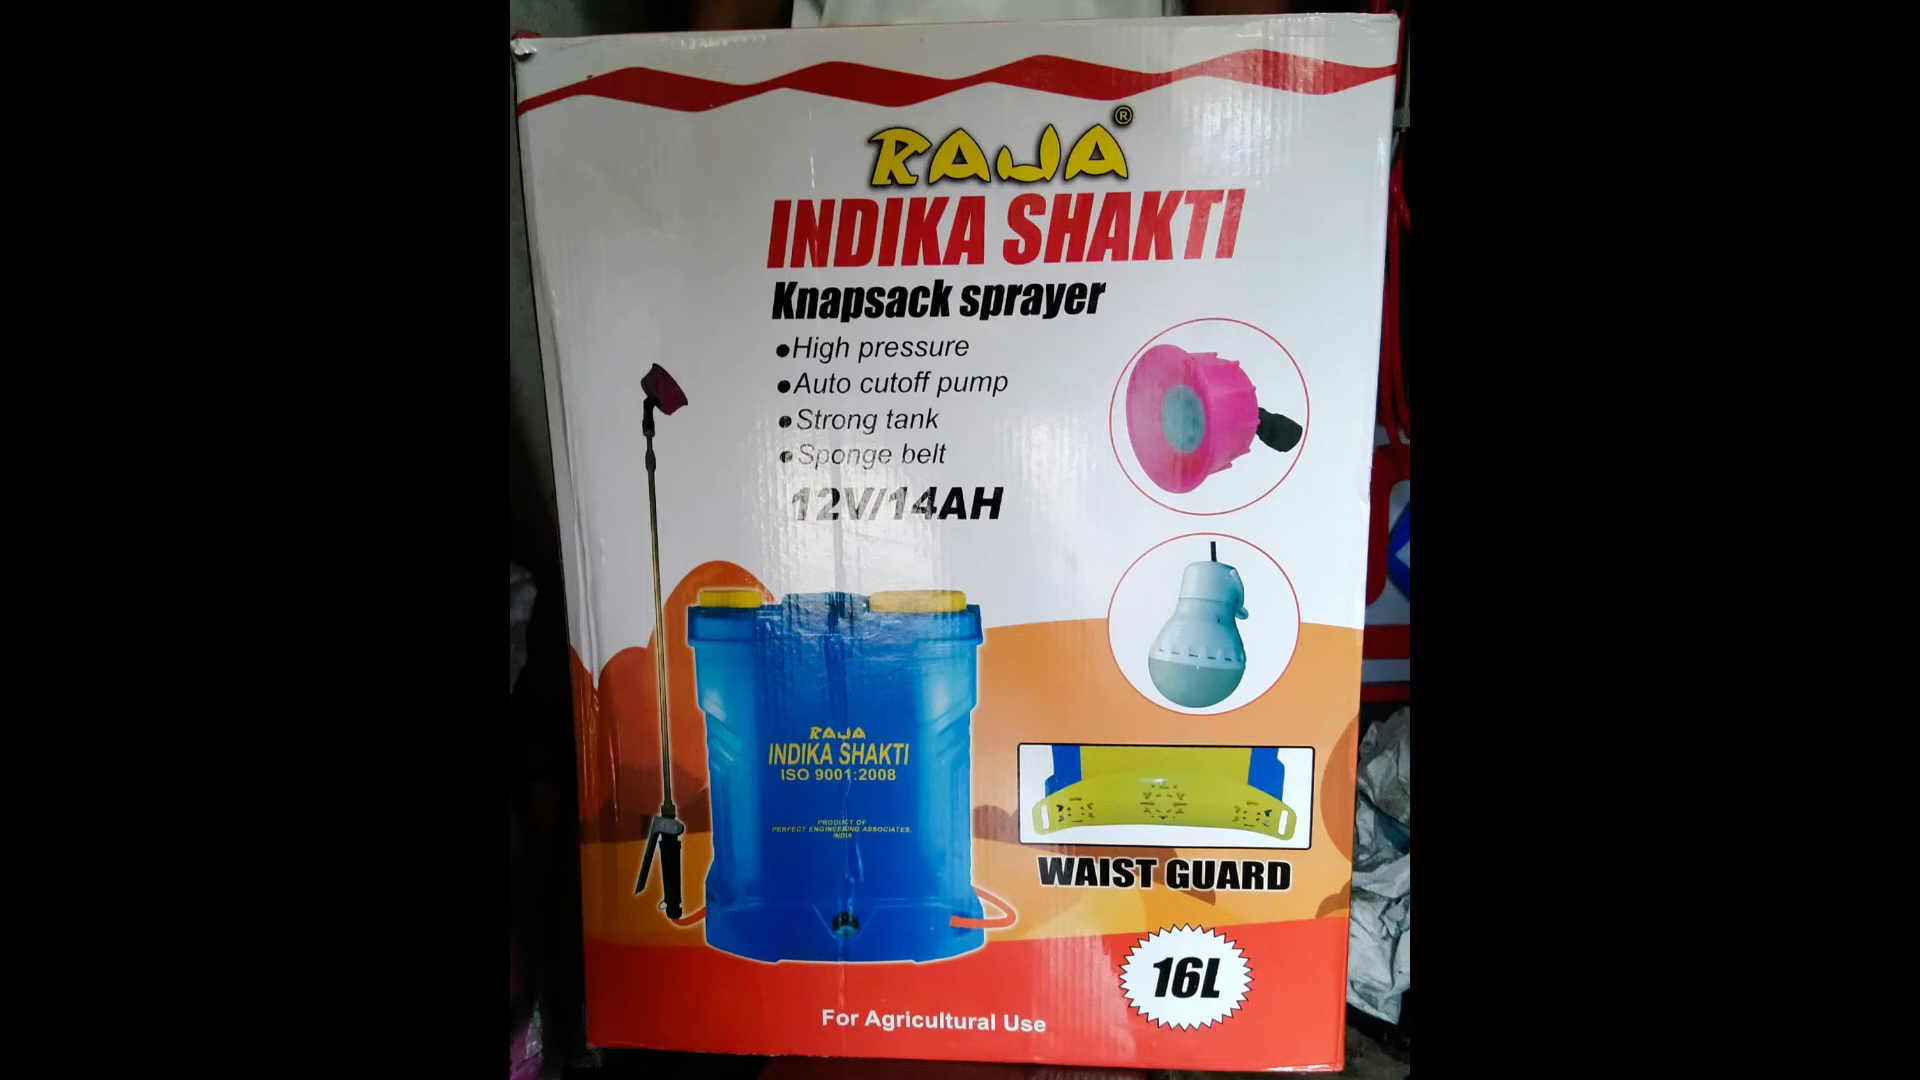 RAJA®
INDIKA SHAKTI
Knapsack sprayer
●High pressure
●Auto cutoff pump
●Strong tank
●Sponge belt
12V/14AH
RAJA
INDIKA SHAKTI
ISO 9001:2008
PRODUCT OF
PERFECT ENGINEERING ASSOCIATES.
INDIA
WAIST GUARD
16L
For Agricultural Use